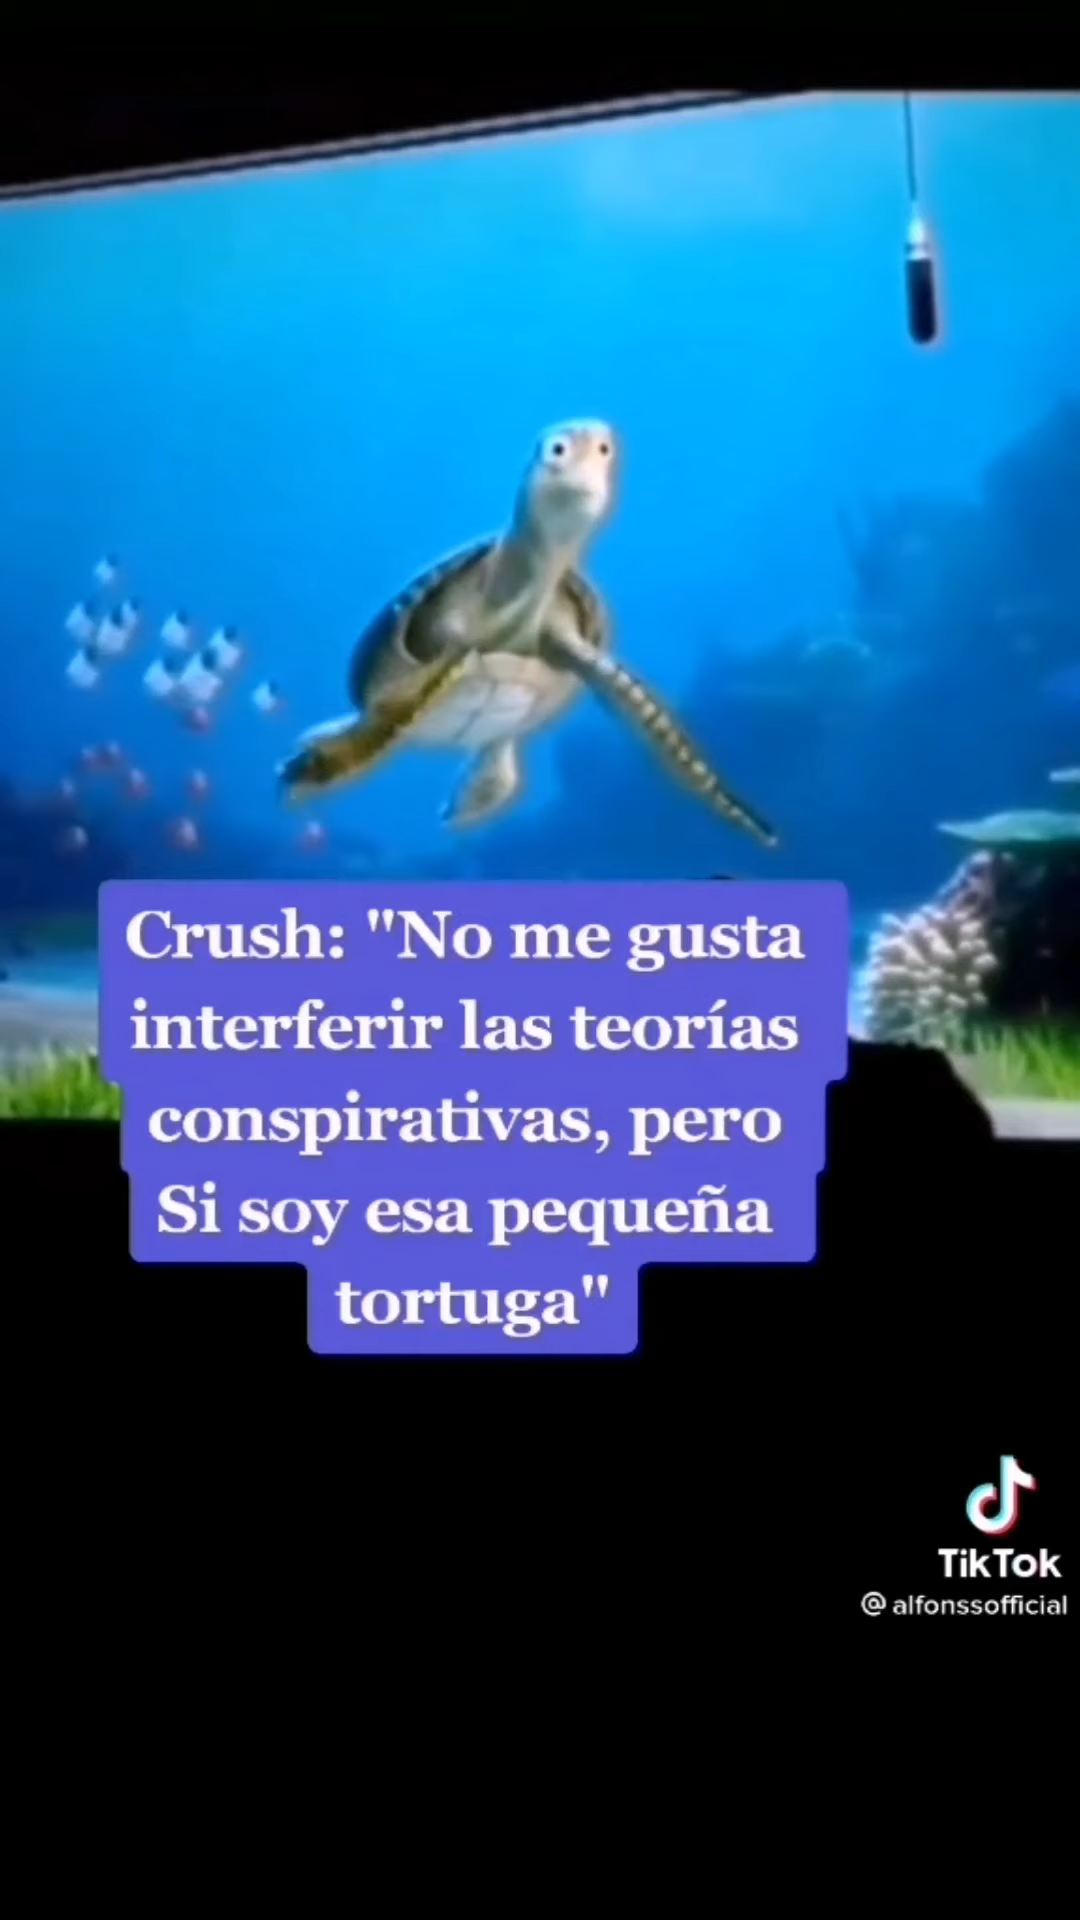 Crush: "No me gusta
interferir las teorías
conspirativas, pero
Si soy esa pequeña
tortuga"
TikTok
@alfonssofficial